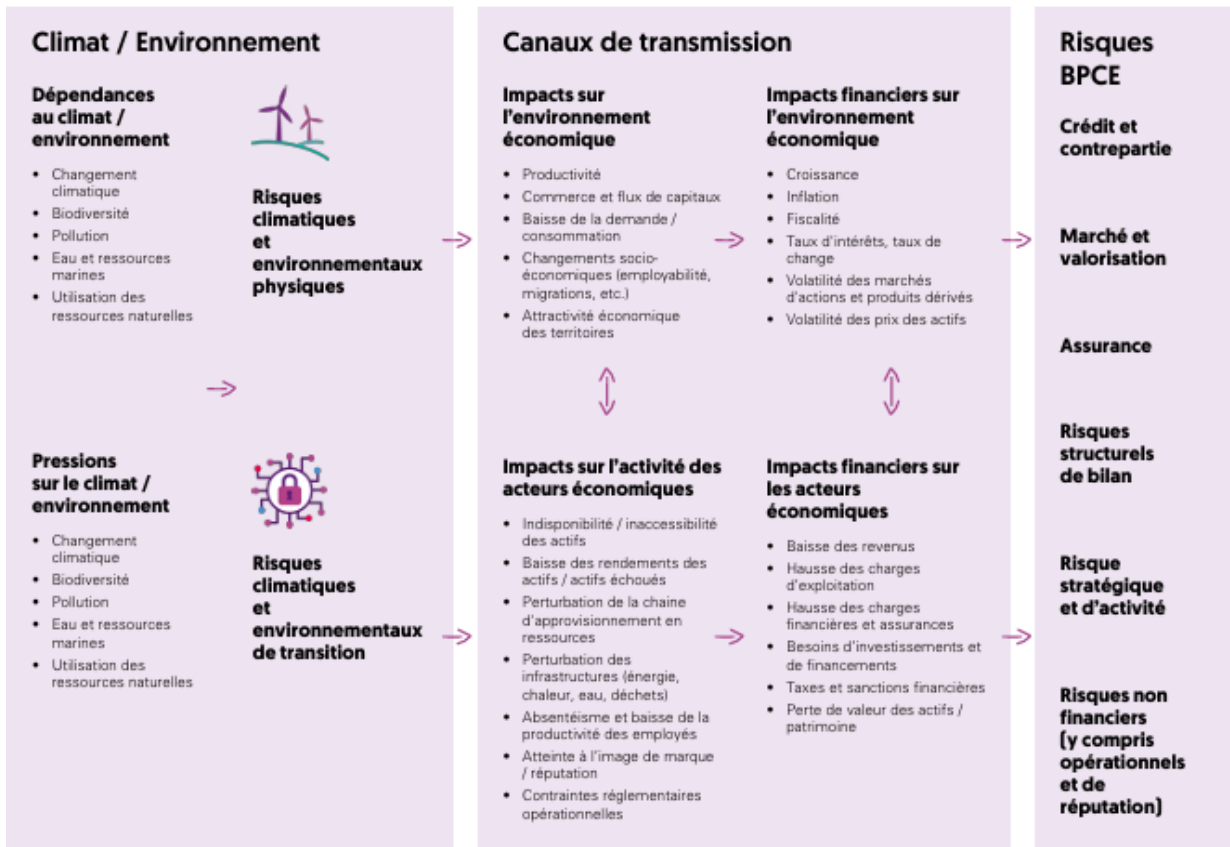 Climat / Environnement
Dépendances
au climat /
environnement
• Changement
climatique
• Biodiversité
• Pollution
• Eau et ressources
marines
• Utilisation des
ressources naturelles
Risques
climatiques
et
environnementaux
physiques
Pressions
sur le climat /
environnement
• Changement
climatique
• Biodiversité
• Pollution
• Eau et ressources
marines
• Utilisation des
ressources naturelles
Risques
climatiques
et
environnementaux
de transition
Canaux de transmission
Impacts sur
l'environnement
économique
• Productivité
• Commerce et flux de capitaux
• Baisse de la demande /
consommation
• Changements socio-
économiques (employabilité,
migrations, etc.)
• Attractivité économique
des territoires
Impacts financiers sur
l'environnement
économique
• Croissance
• Inflation
• Fiscalité
• Taux d'intérêts, taux de
change
• Volatilité des marchés
d'actions et produits dérivés
• Volatilité des prix des actifs
Impacts sur l'activité des
acteurs économiques
• Indisponibilité / inaccessibilité
des actifs
• Baisse des rendements des
actifs / actifs échoués
• Perturbation de la chaine
d'approvisionnement en
ressources
• Perturbation des
infrastructures (énergie,
chaleur, eau, déchets)
• Absentéisme et baisse de la
productivité des employés
• Atteinte à l'image de marque
/ réputation
• Contraintes réglementaires
opérationnelles
Impacts financiers sur
les acteurs
économiques
• Baisse des revenus
• Hausse des charges
d'exploitation
• Hausse des charges
financières et assurances
• Besoins d'investissements et
de financements
• Taxes et sanctions financières
• Perte de valeur des actifs /
patrimoine
Risques
BPCE
Crédit et
contrepartie
Marché et
valorisation
Assurance
Risques
structurels
de bilan
Risque
stratégique
et d'activité
Risques non
financiers
(y compris
opérationnels
et de
réputation)